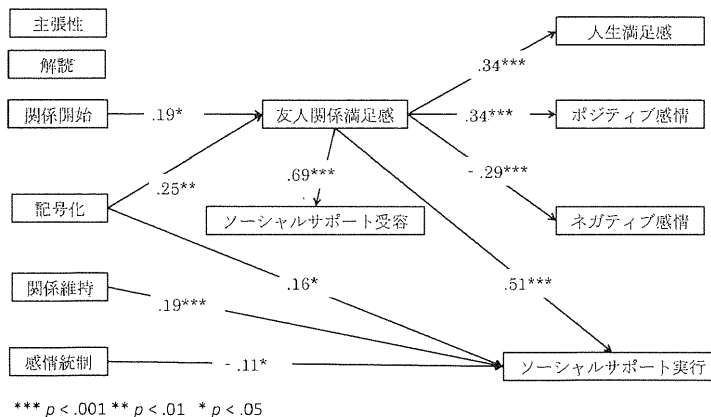 主張性
人生満足感
解読
.34***
関係開始
.19*
友人関係満足感
.34***
ポジティブ感情
.25**
.69***
- .29***
記号化
ソーシャルサポート受容
ネガティブ感情
関係維持
.19***
.16*
.51***
感情統制
- .11*
ソーシャルサポート実行
*** p < .001 ** p < .01 * p < .05